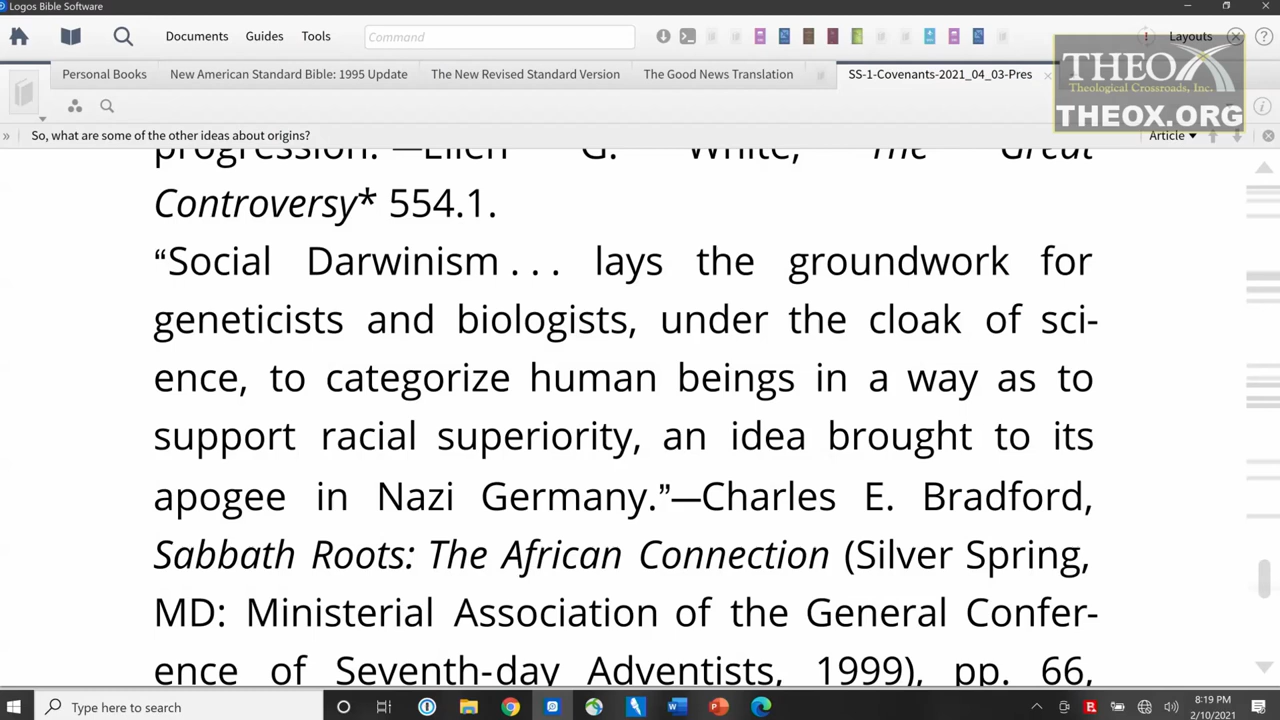 Logos Bible Software
Documents Guides Tools Command Layouts
THEOX
Theological Crossroads, Inc.
THEOX.ORG
Personal Books New American Standard Bible: 1995 Update The New Revised Standard Version The Good News Translation SS-1-Covenants-2021_04_03-Pres
So, what are some of the other ideas about origins? Article
progression. —Ellen G. White, The Great
Controversy* 554.1.
“Social Darwinism . . . lays the groundwork for
geneticists and biologists, under the cloak of sci-
ence, to categorize human beings in a way as to
support racial superiority, an idea brought to its
apogee in Nazi Germany.”—Charles E. Bradford,
Sabbath Roots: The African Connection (Silver Spring,
MD: Ministerial Association of the General Confer-
ence of Seventh-day Adventists, 1999), pp. 66,
Type here to search
8:19 PM
2/10/2021